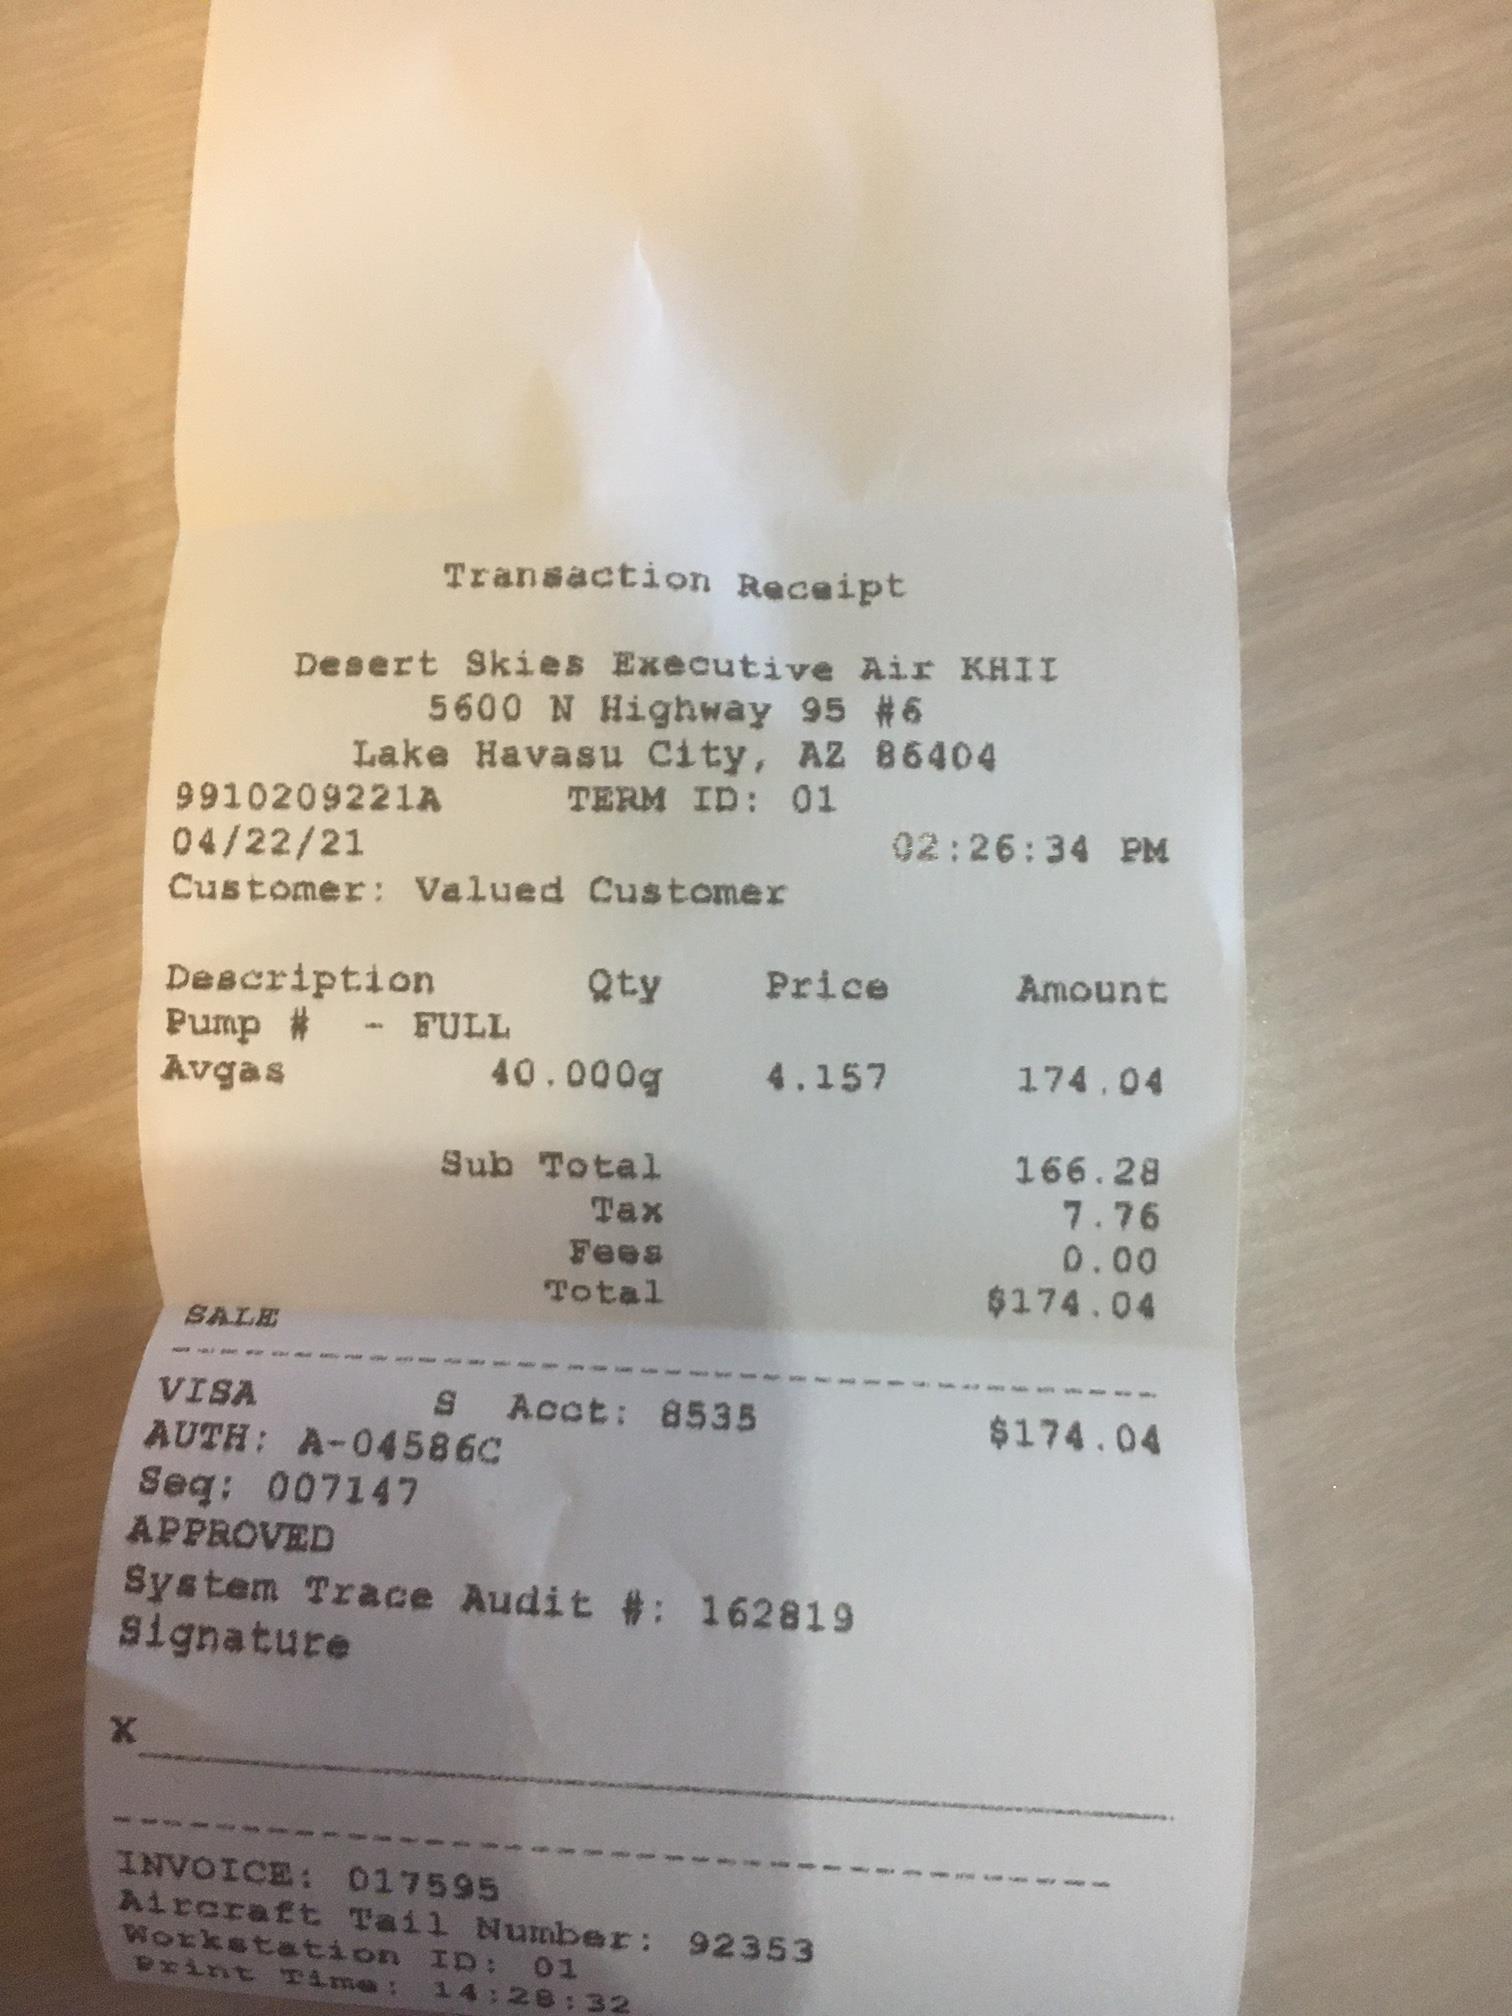 Transaction Receipt
Desert Skies Executive Air KHII
5600 N Highway 95 #6
Lake Havasu City, AZ 86404
9910209221A TERM ID: 01
04/22/21 02:26:34 PM
Customer: Valued Customer
Description Qty Price Amount
Pump # - FULL
Avgas 40.000g 4.157 174.04
Sub Total 166.28
Tax 7.76
Fees 0.00
Total $174.04
SALE
VISA S Acct: 8535 $174.04
AUTH: A-04586C
Seq: 007147
APPROVED
System Trace Audit #: 162819
Signature
X
INVOICE: 017595
Aircraft Tail Number: 92353
Workstation ID: 01
Print Time: 14:28:32